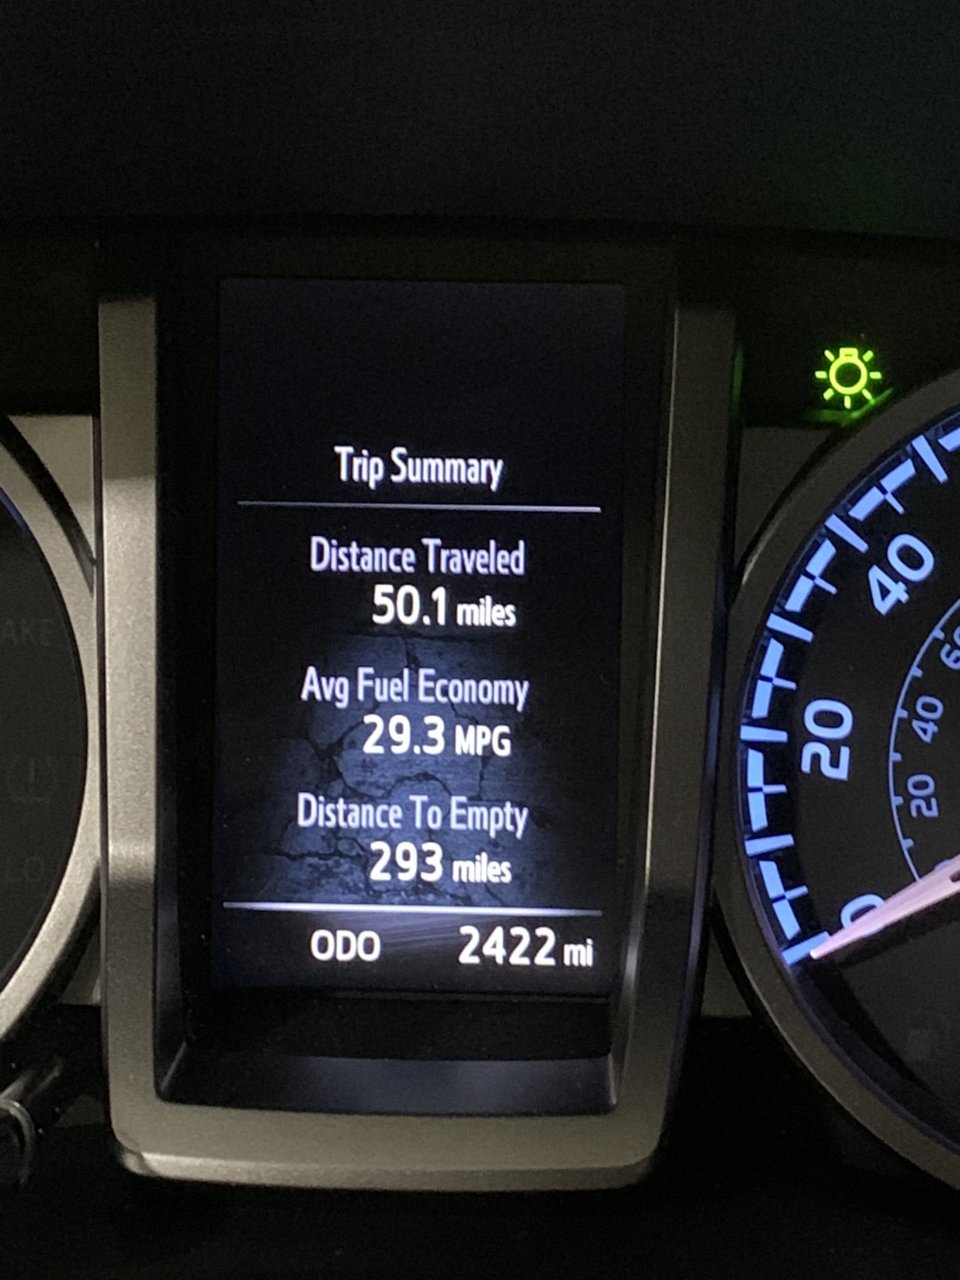 Trip Summary
Distance Traveled
50.1 miles
Avg Fuel Economy
29.3 MPG
Distance To Empty
293 miles
ODO 2422 mi
40
20
0
40
20